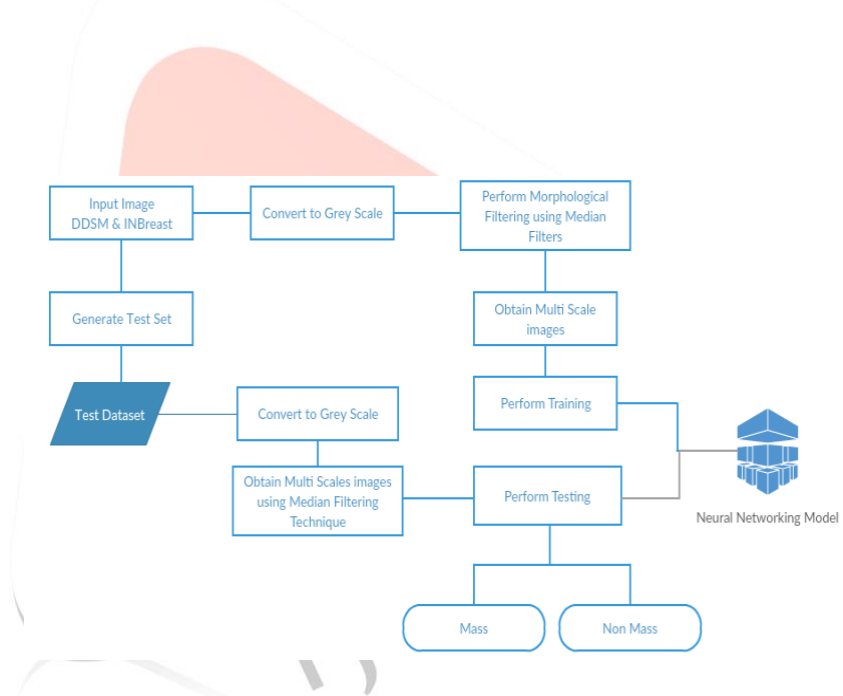 Input Image
DDSM & INBreast
Convert to Grey Scale
Perform Morphological
Filtering using Median
Filters
Generate Test Set
Obtain Multi Scale
images
Test Dataset
Convert to Grey Scale
Perform Training
Obtain Multi Scales images
using Median Filtering
Technique
Perform Testing
Neural Networking Model
Mass
Non Mass